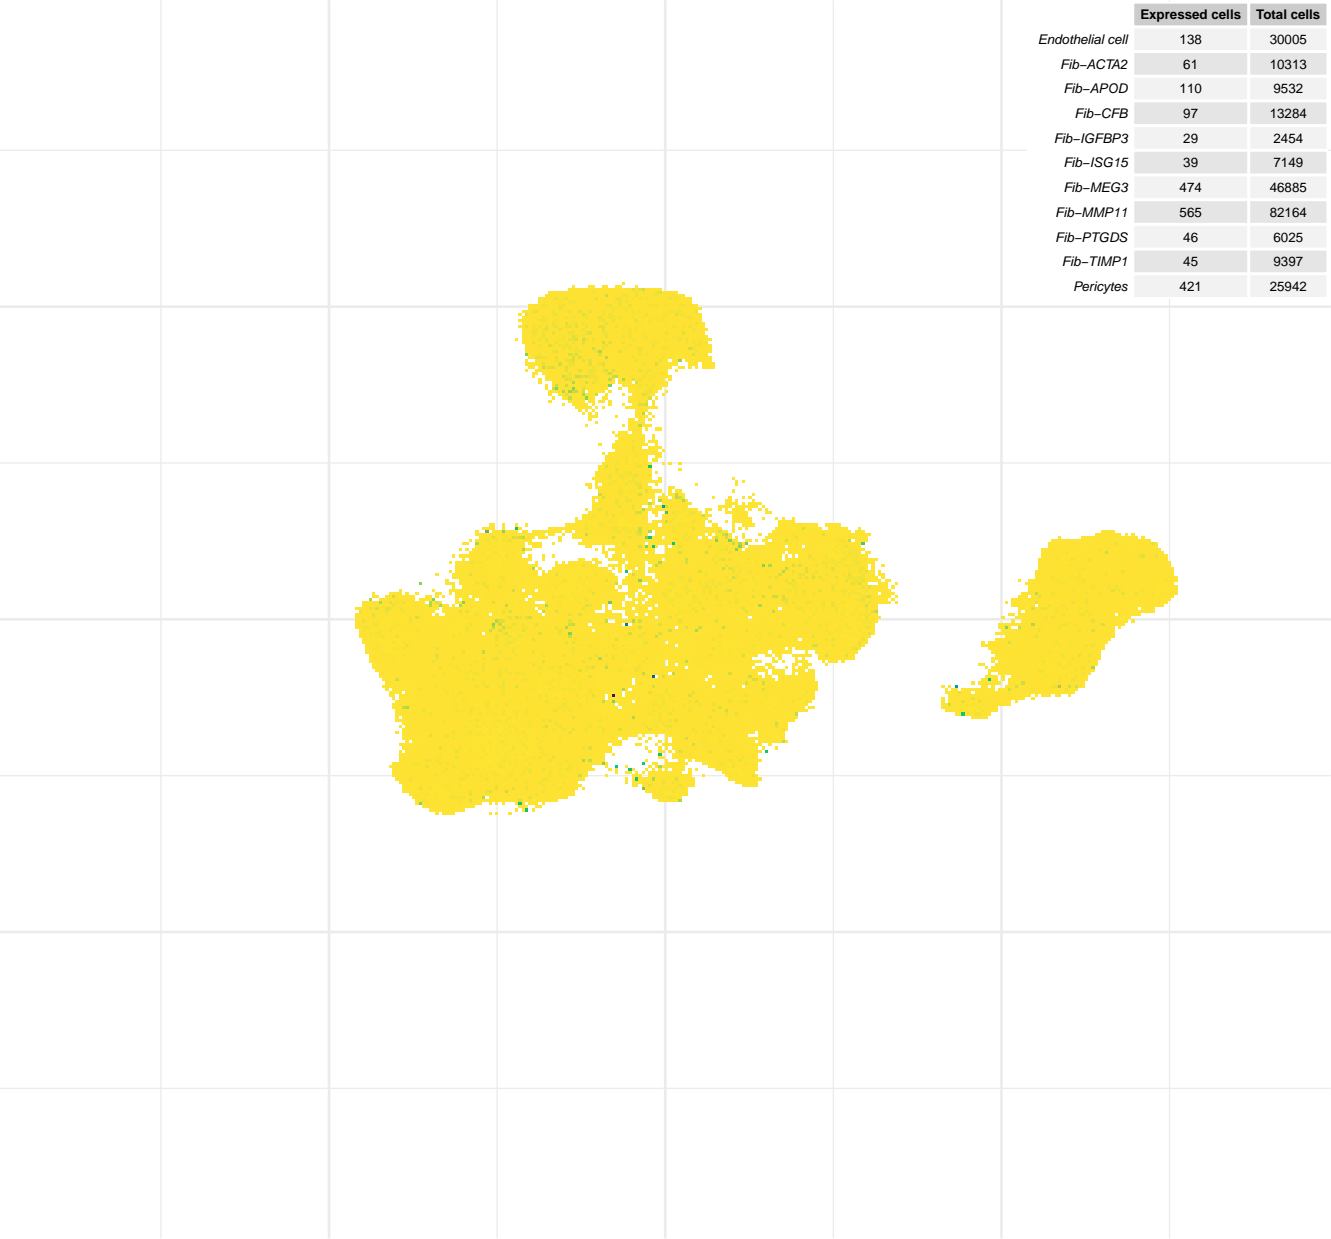 Expressed cells Total cells
Endothelial cell 138 30005
Fib−ACTA2 61 10313
Fib−APOD 110 9532
Fib−CFB 97 13284
Fib−IGFBP3 29 2454
Fib−ISG15 39 7149
Fib−MEG3 474 46885
Fib−MMP11 565 82164
Fib−PTGDS 46 6025
Fib−TIMP1 45 9397
Pericytes 421 25942